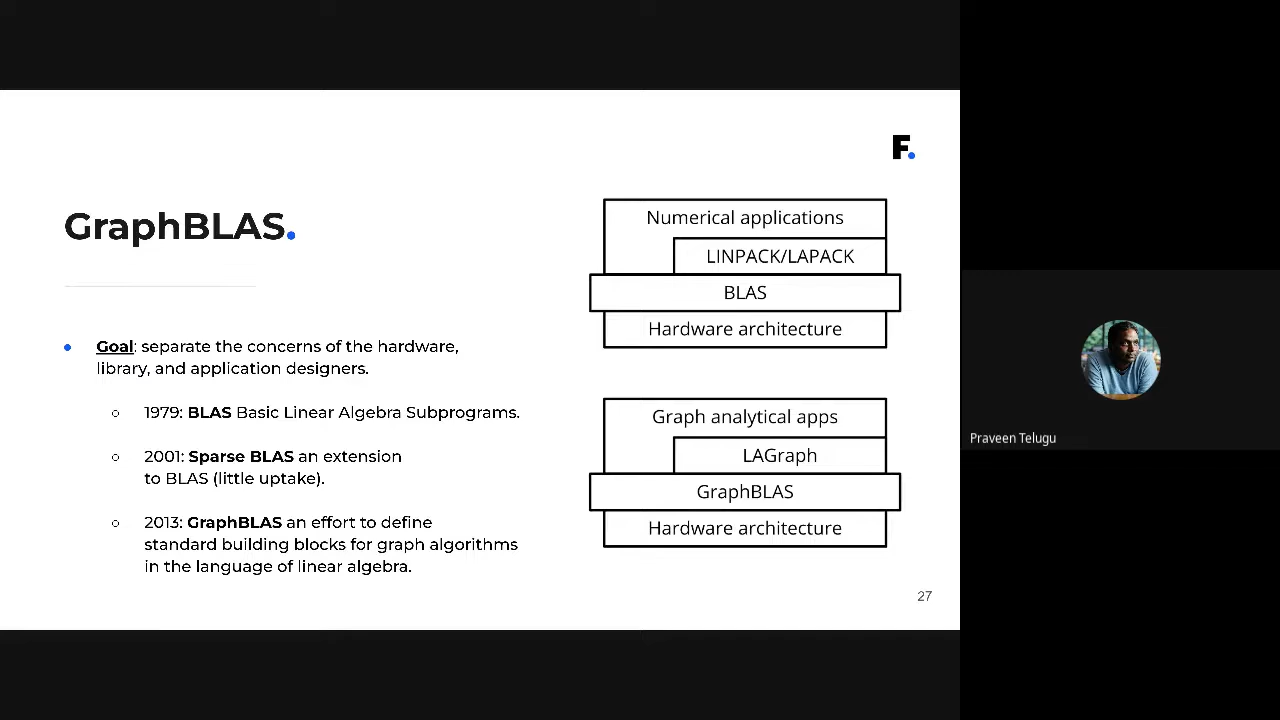 F.
GraphBLAS.
Goal: separate the concerns of the hardware,
library, and application designers.
○ 1979: BLAS Basic Linear Algebra Subprograms.
○ 2001: Sparse BLAS an extension
to BLAS (little uptake).
○ 2013: GraphBLAS an effort to define
standard building blocks for graph algorithms
in the language of linear algebra.
Numerical applications
LINPACK/LAPACK
BLAS
Hardware architecture
Graph analytical apps
LAGraph
GraphBLAS
Hardware architecture
27
Praveen Telugu